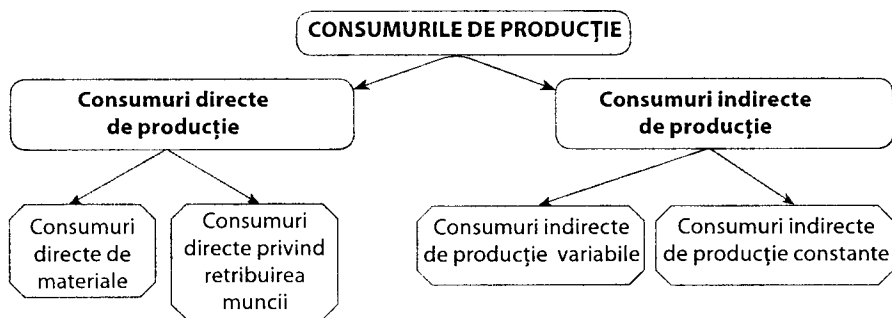 CONSUMURILE DE PRODUCȚIE
Consumuri directe
de producție
Consumuri indirecte
de producție
Consumuri
directe de
materiale
Consumuri
directe privind
retribuirea
muncii
Consumuri indirecte
de producție variabile
Consumuri indirecte
de producție constante